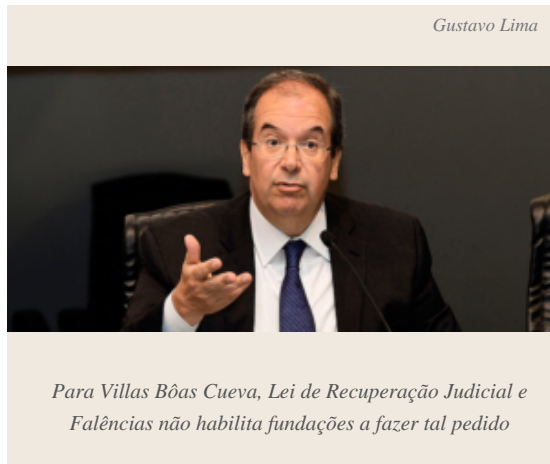 Gustavo Lima
Para Villas Bôas Cueva, Lei de Recuperação Judicial e
Falências não habilita fundações a fazer tal pedido